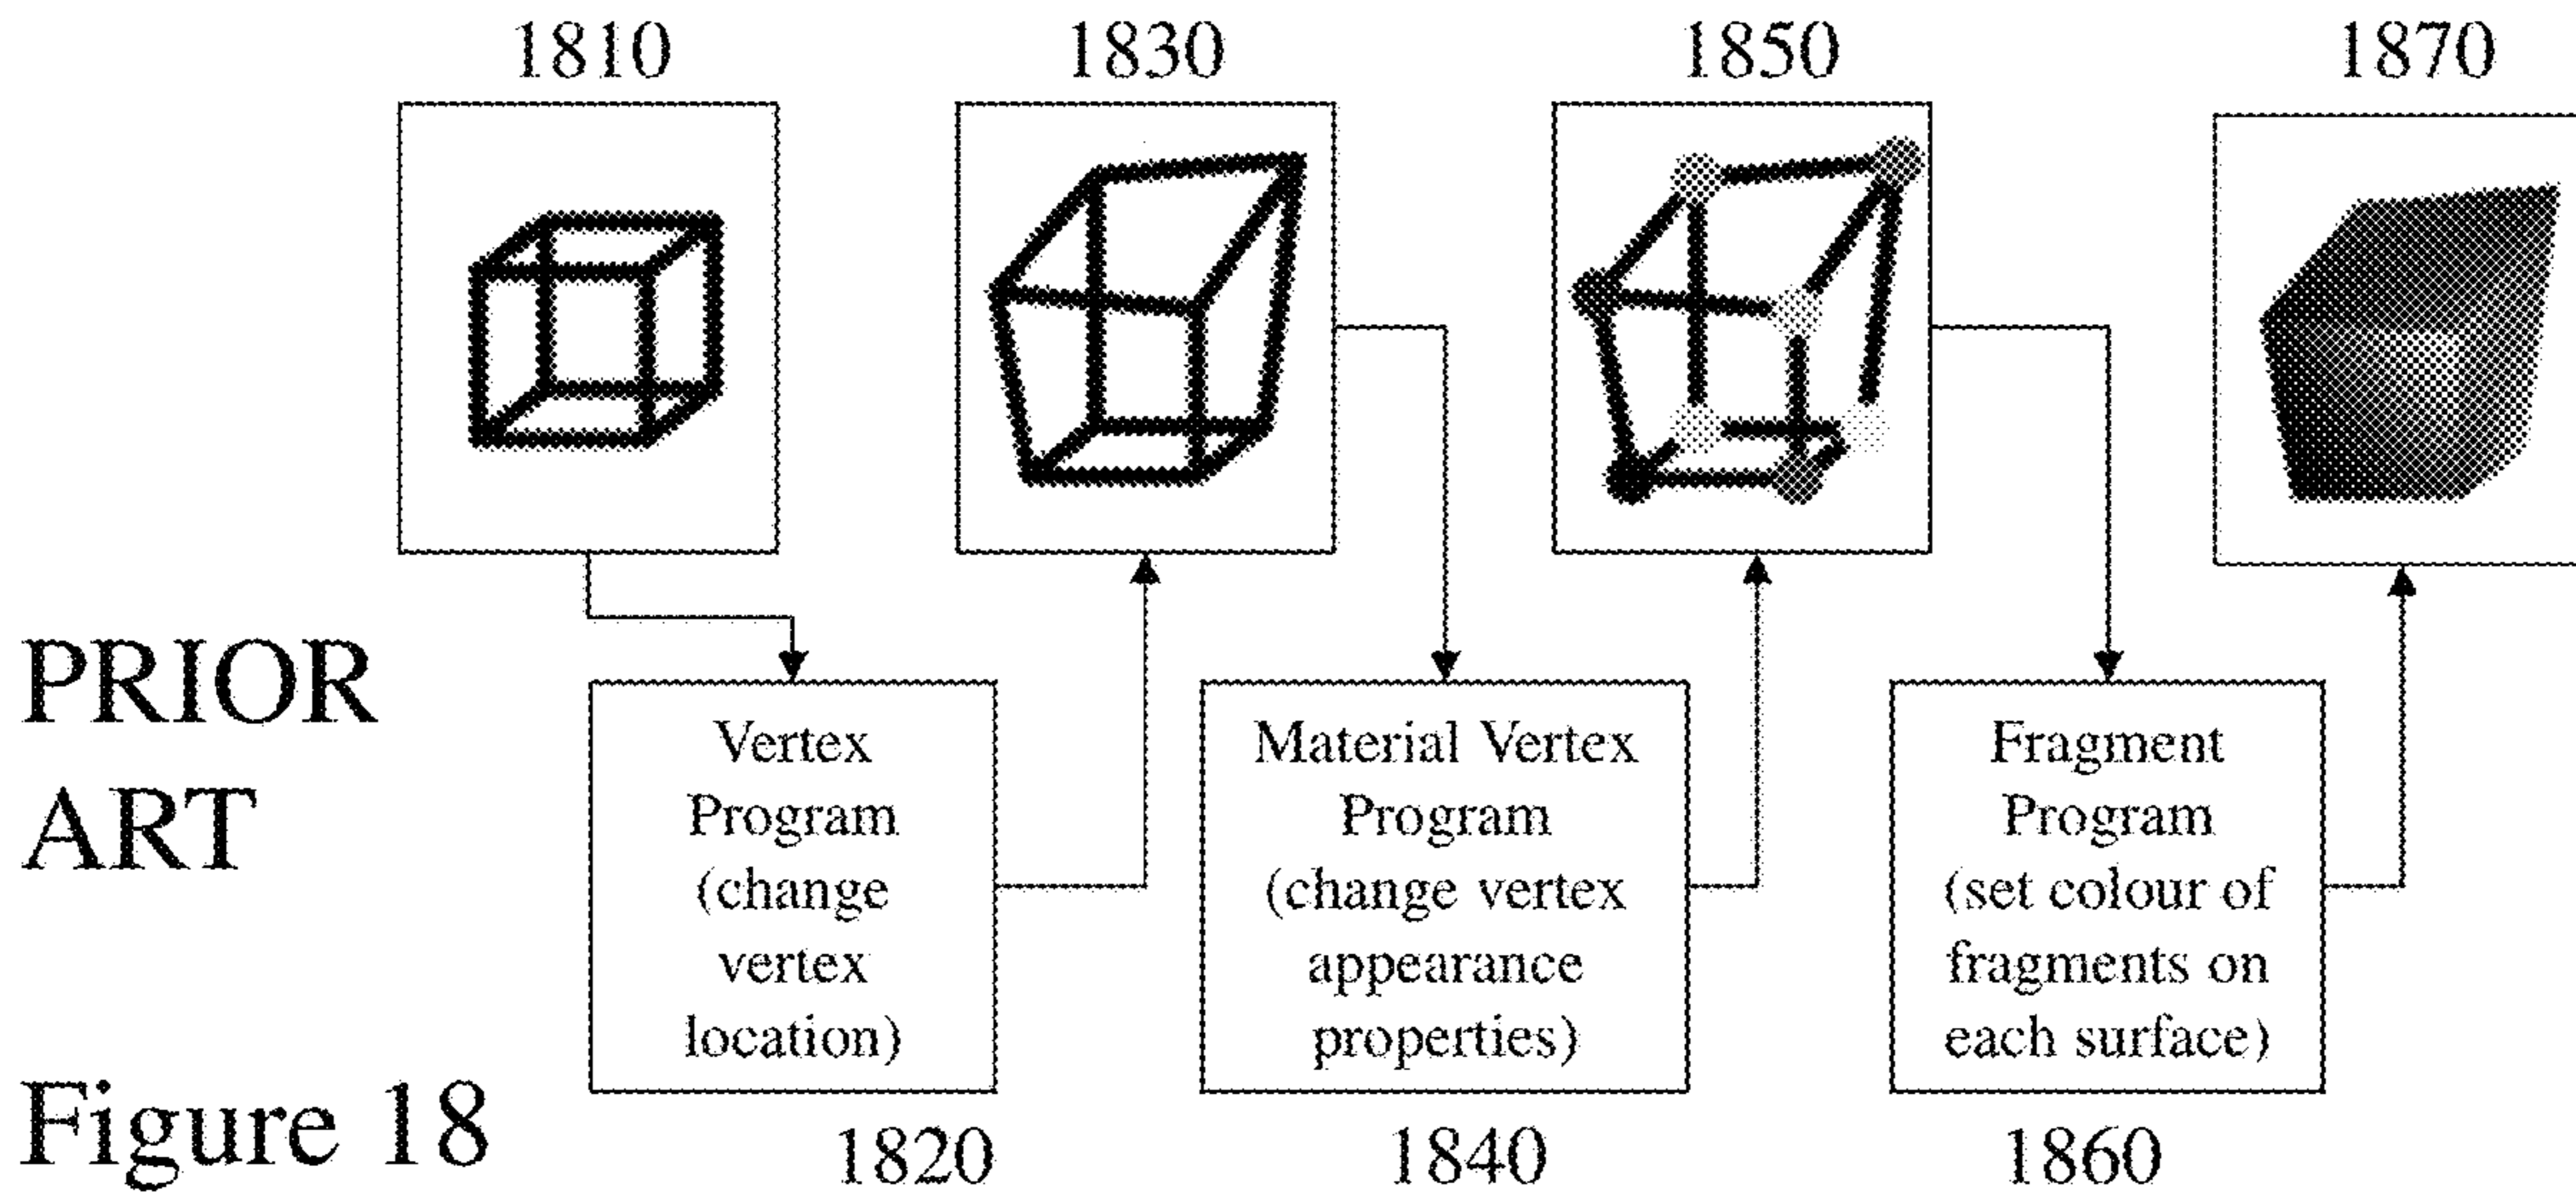 1810
1830
1850
1870
PRIOR
ART
Vertex
Program
(change
vertex
location)
Material Vertex
Program
(change vertex
appearance
properties)
Fragment
Program
(set colour of
fragments on
each surface)
1820
1840
1860
Figure 18